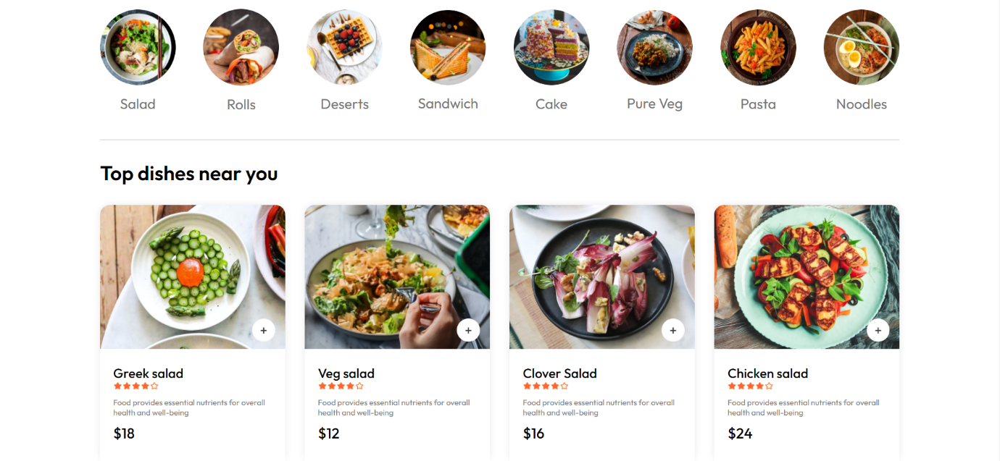 Salad
Rolls
Deserts
Sandwich
Cake
Pure Veg
Pasta
Noodles
Top dishes near you
+
+
+
+
Greek salad
Food provides essential nutrients for overall
health and well-being
$18
Veg salad
Food provides essential nutrients for overall
health and well-being
$12
Clover Salad
Food provides essential nutrients for overall
health and well-being
$16
Chicken salad
Food provides essential nutrients for overall
health and well-being
$24